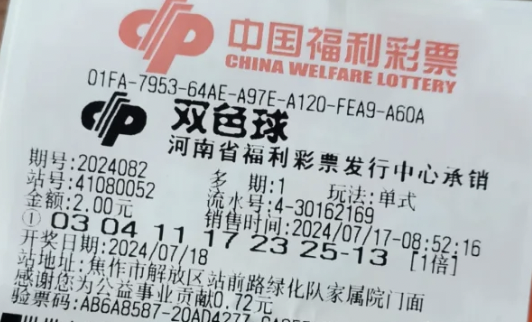 中国福利彩票
CHINA WELFARE LOTTERY
01FA-7953-64AE-A97E-A120-FEA9-A60A
双色球
河南省福利彩票发行中心承销
期号:2024082 多 期:1 玩法:单式
站号:41080052 流水号:4-30162169
金额:2.00元 销售时间:2024/07/17-08:52:16
① 03 04 11 17 23 25-13 [1倍]
开奖日期:2024/07/18
站地址:焦作市解放区站前路绿化队家属院门面
感谢您为公益事业贡献0.72元
验票码:AB6A8587-20AD4277